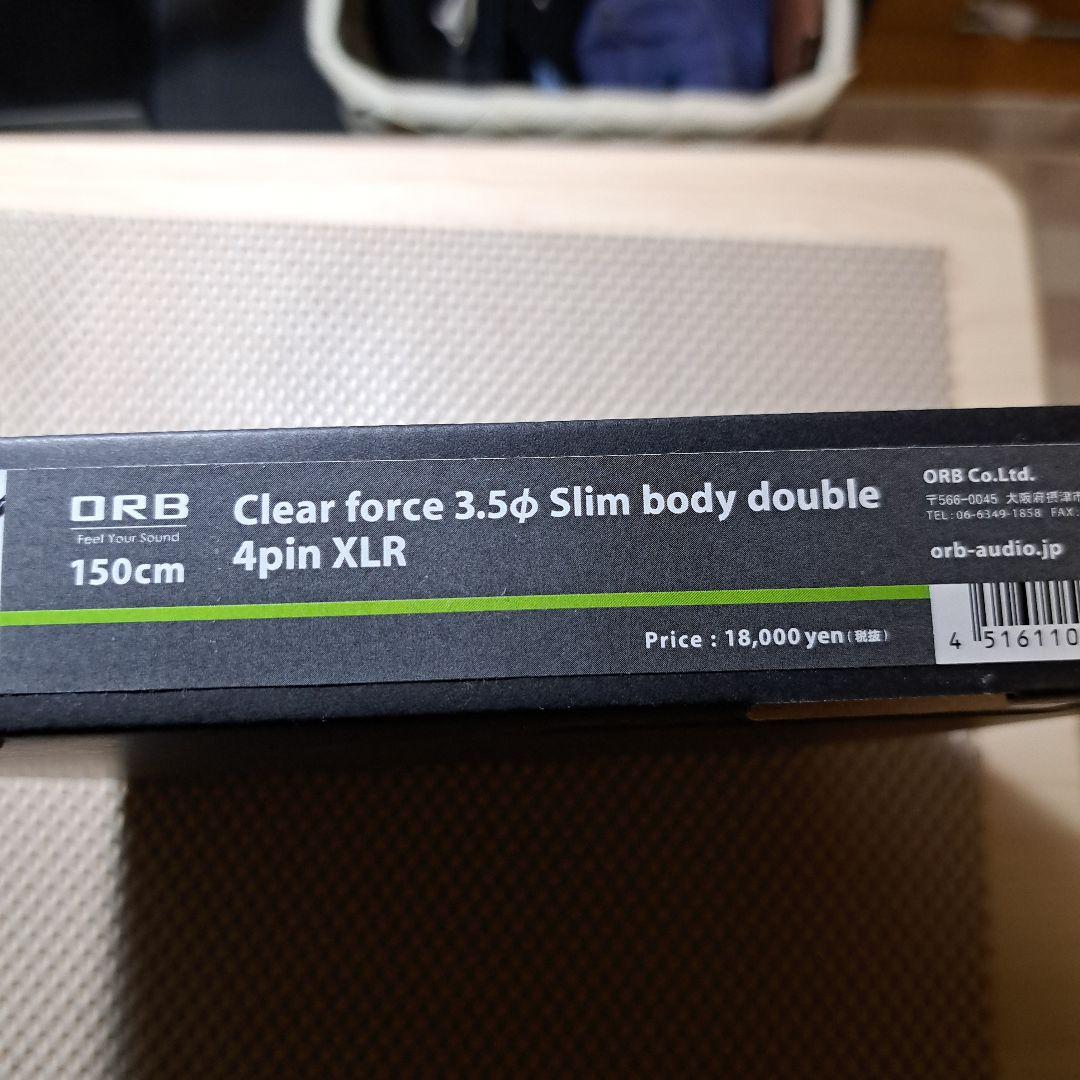 ORB
Feel Your Sound
150cm
Clear force 3.5φ Slim body double
4pin XLR
Price : 18,000 yen(税抜)
ORB Co.Ltd.
〒566-0045 大阪府摂津市
TEL:06-6349-1858 FAX:
orb-audio.jp
4 516110